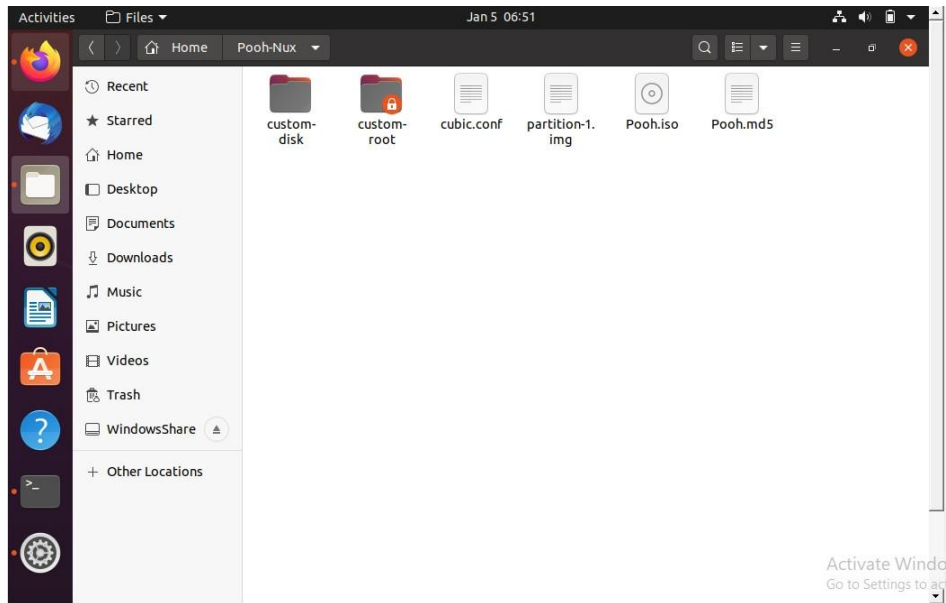 Activities Files Jan 5 06:51
Home Pooh-Nux
Recent
Starred
Home
Desktop
Documents
Downloads
Music
Pictures
Videos
Trash
WindowsShare
+ Other Locations
custom-
disk
custom-
root
cubic.conf
partition-1.
img
Pooh.iso
Pooh.md5
Activate Windo
Go to Settings to ac